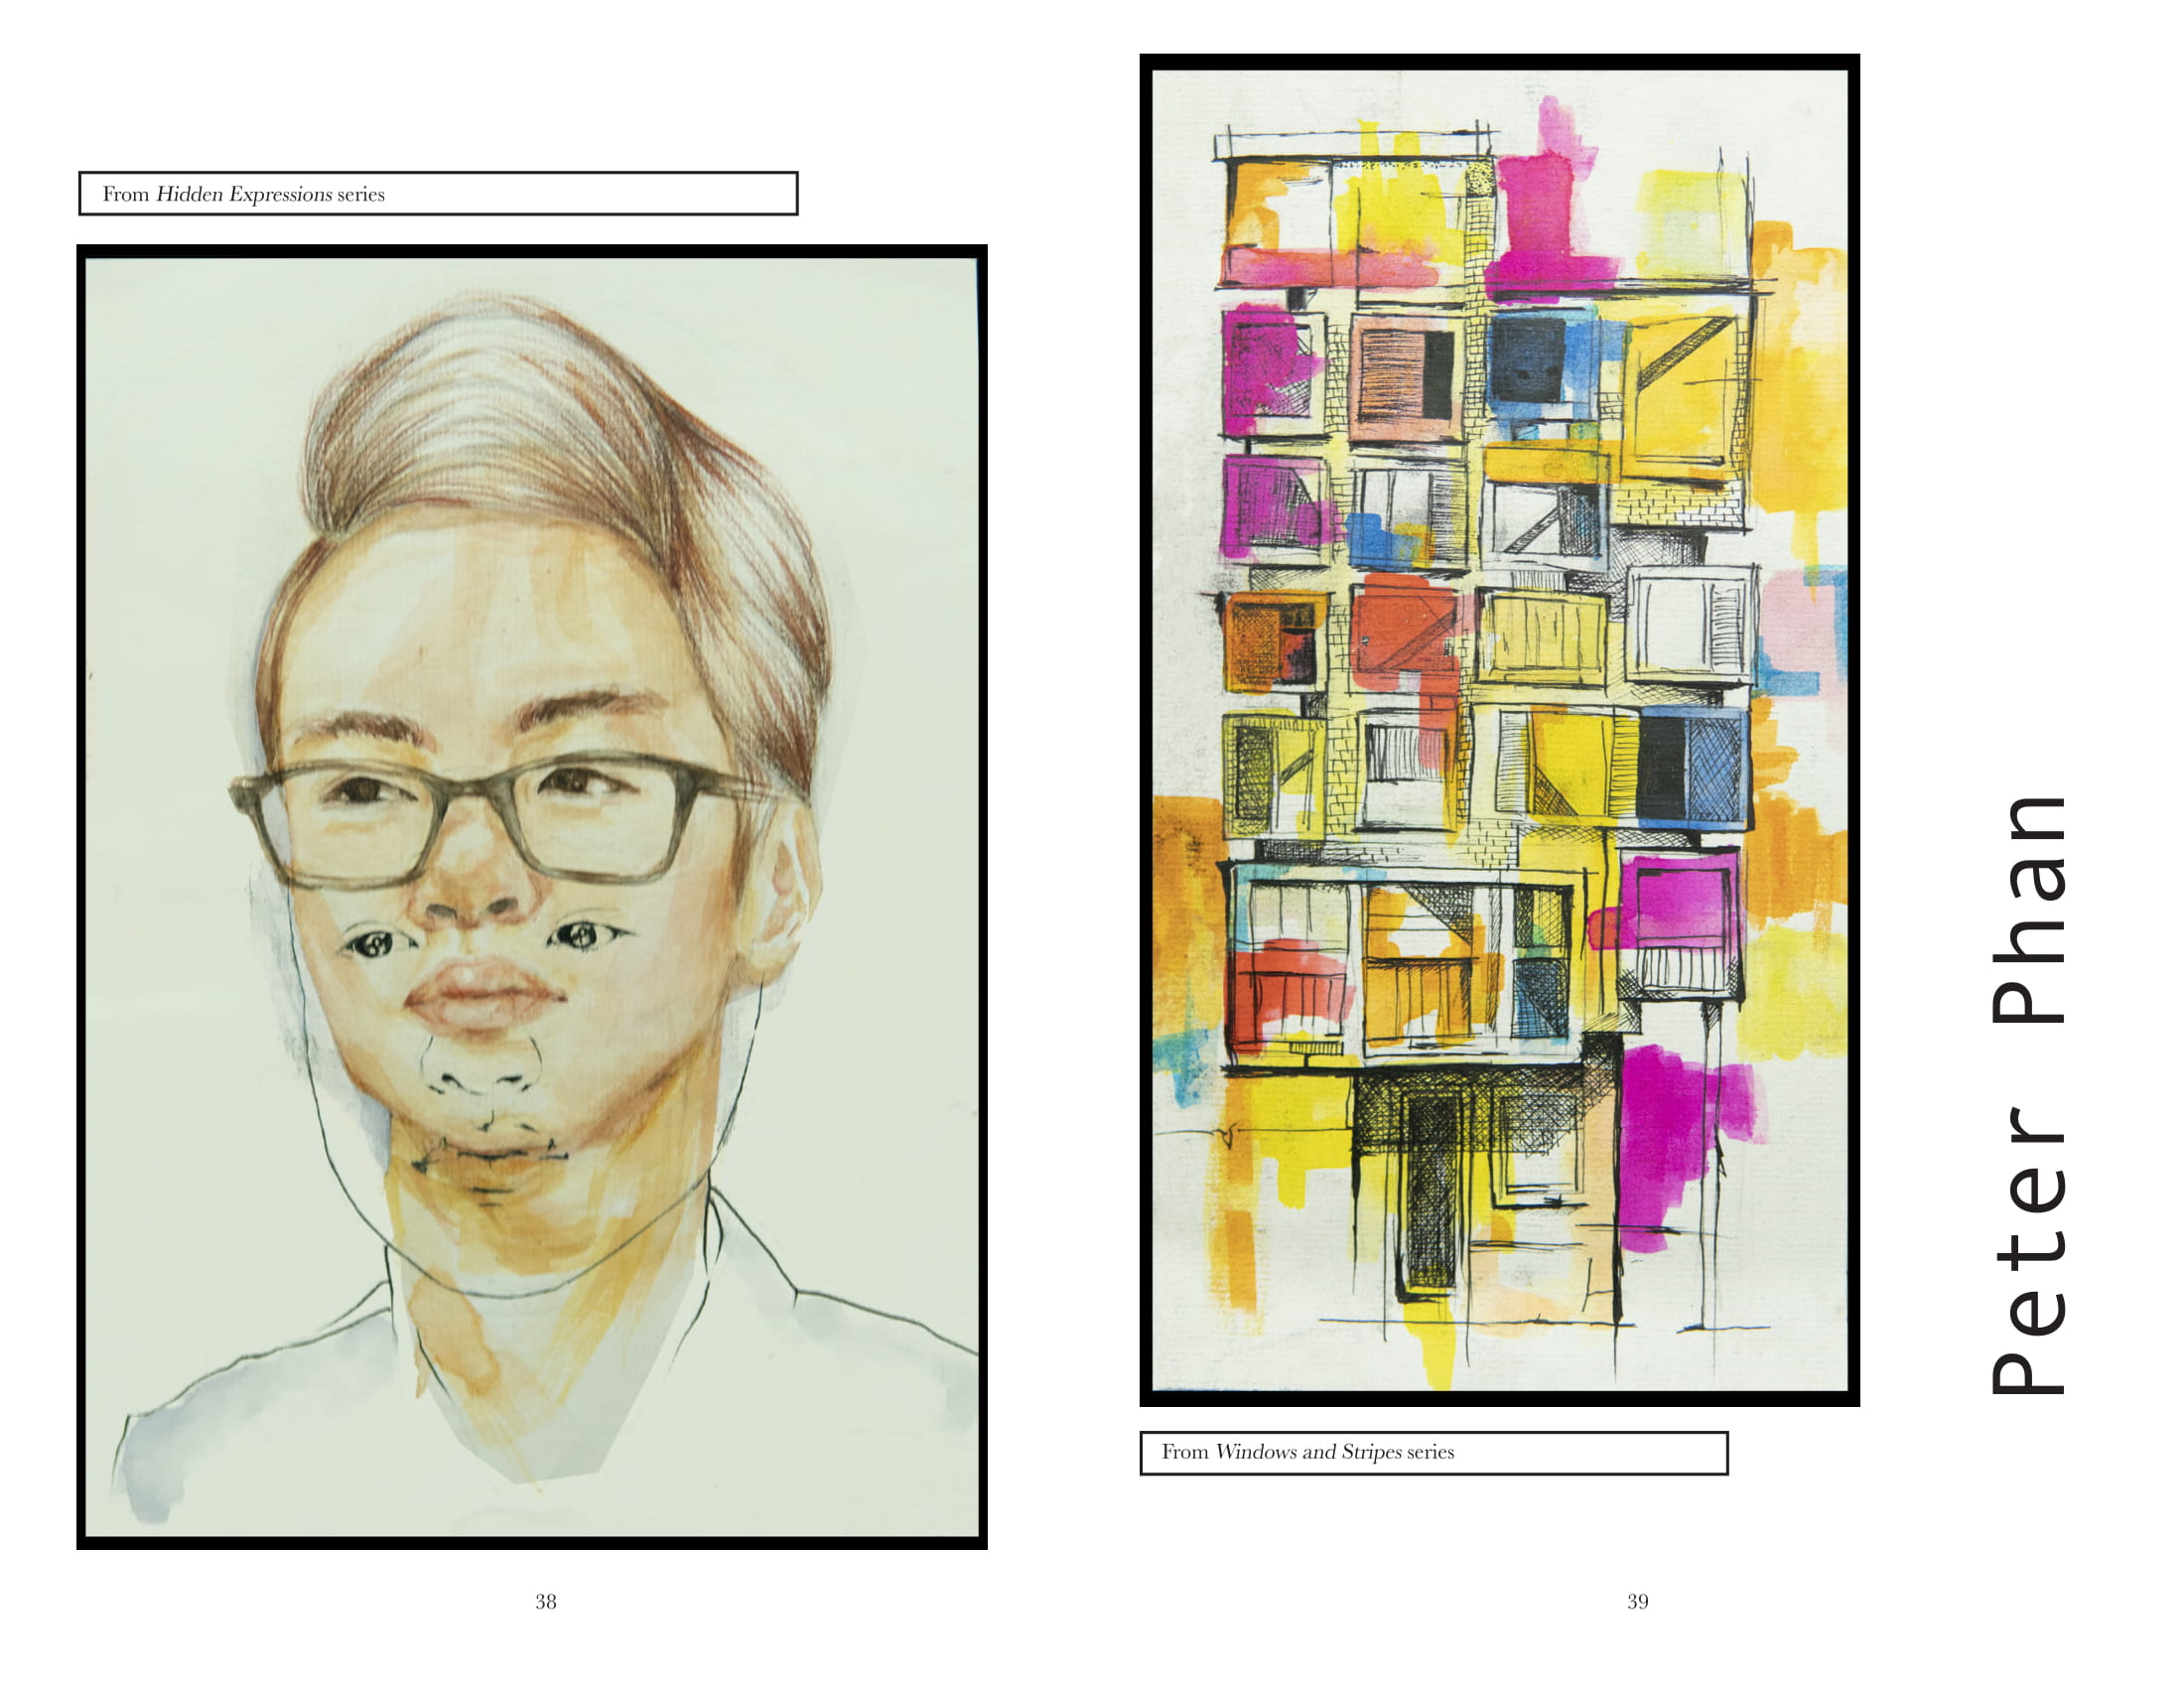 From Hidden Expressions series
38
From Windows and Stripes series
39
Peter Phan